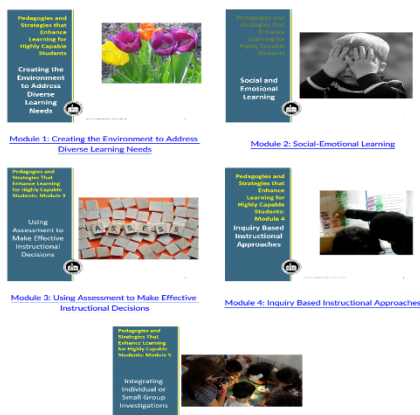 Pedagogies and
Strategies that
Enhance
Learning for
Highly Capable
Students
Creating the
Environment
to Address
Diverse
Learning
Needs
Module 1: Creating the Environment to Address
Diverse Learning Needs
Pedagogies and
Strategies that
Enhance
Learning for
Highly Capable
Students
Social and
Emotional
Learning
Module 2: Social-Emotional Learning
Pedagogies and
Strategies That
Enhance Learning
for Highly Capable
Students: Module 3
Using
Assessment to
Make Effective
Instructional
Decisions
ASSESS
Module 3: Using Assessment to Make Effective
Instructional Decisions
Pedagogies and
Strategies that
Enhance
Learning for
Highly Capable
Students:
Module 4
Inquiry Based
Instructional
Approaches
Module 4: Inquiry Based Instructional Approaches
Pedagogies and
Strategies That
Enhance Learning
for Highly Capable
Students: Module 5
Integrating
Individual or
Small Group
Investigations